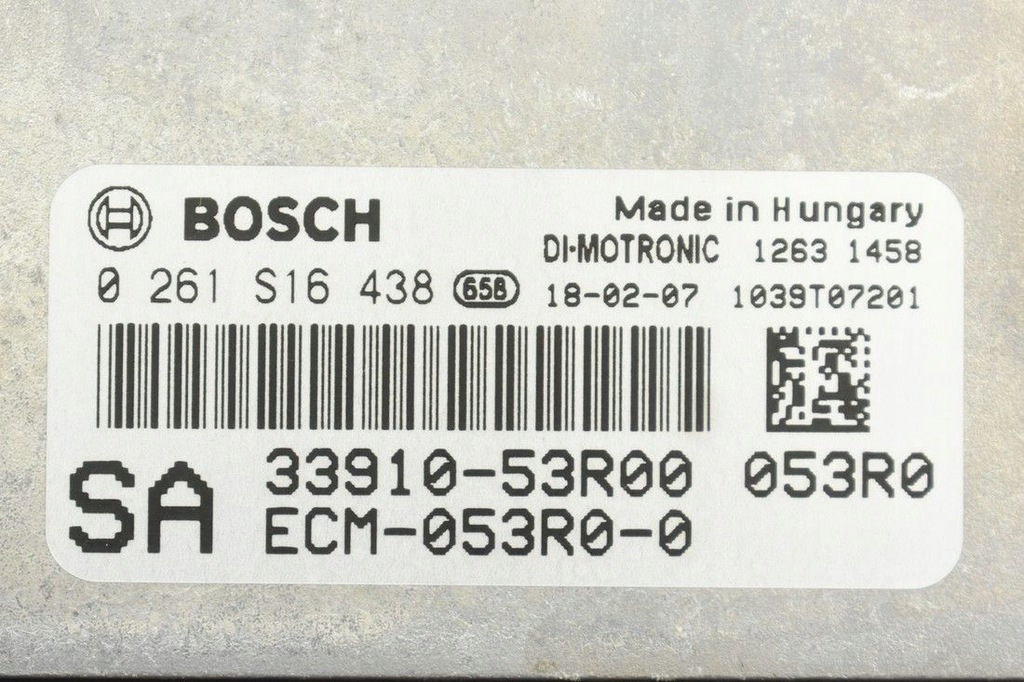 BOSCH Made in Hungary
DI·MOTRONIC 1263 1458
0 261 S16 438 658 18-02-07 1039T07201
SA 33910-53R00 053R0
ECM-053R0-0